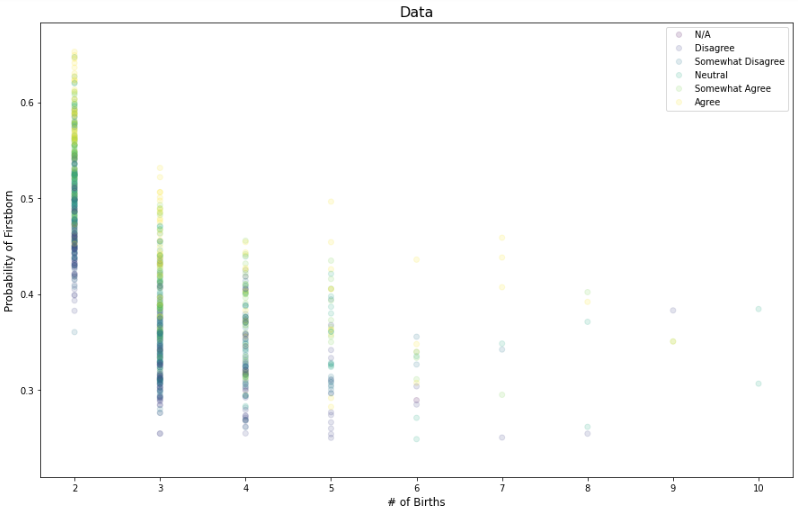 Data
N/A
Disagree
Somewhat Disagree
Neutral
Somewhat Agree
Agree
Probability of Firstborn
0.6
0.5
0.4
0.3
2 3 4 5 6 7 8 9 10
# of Births